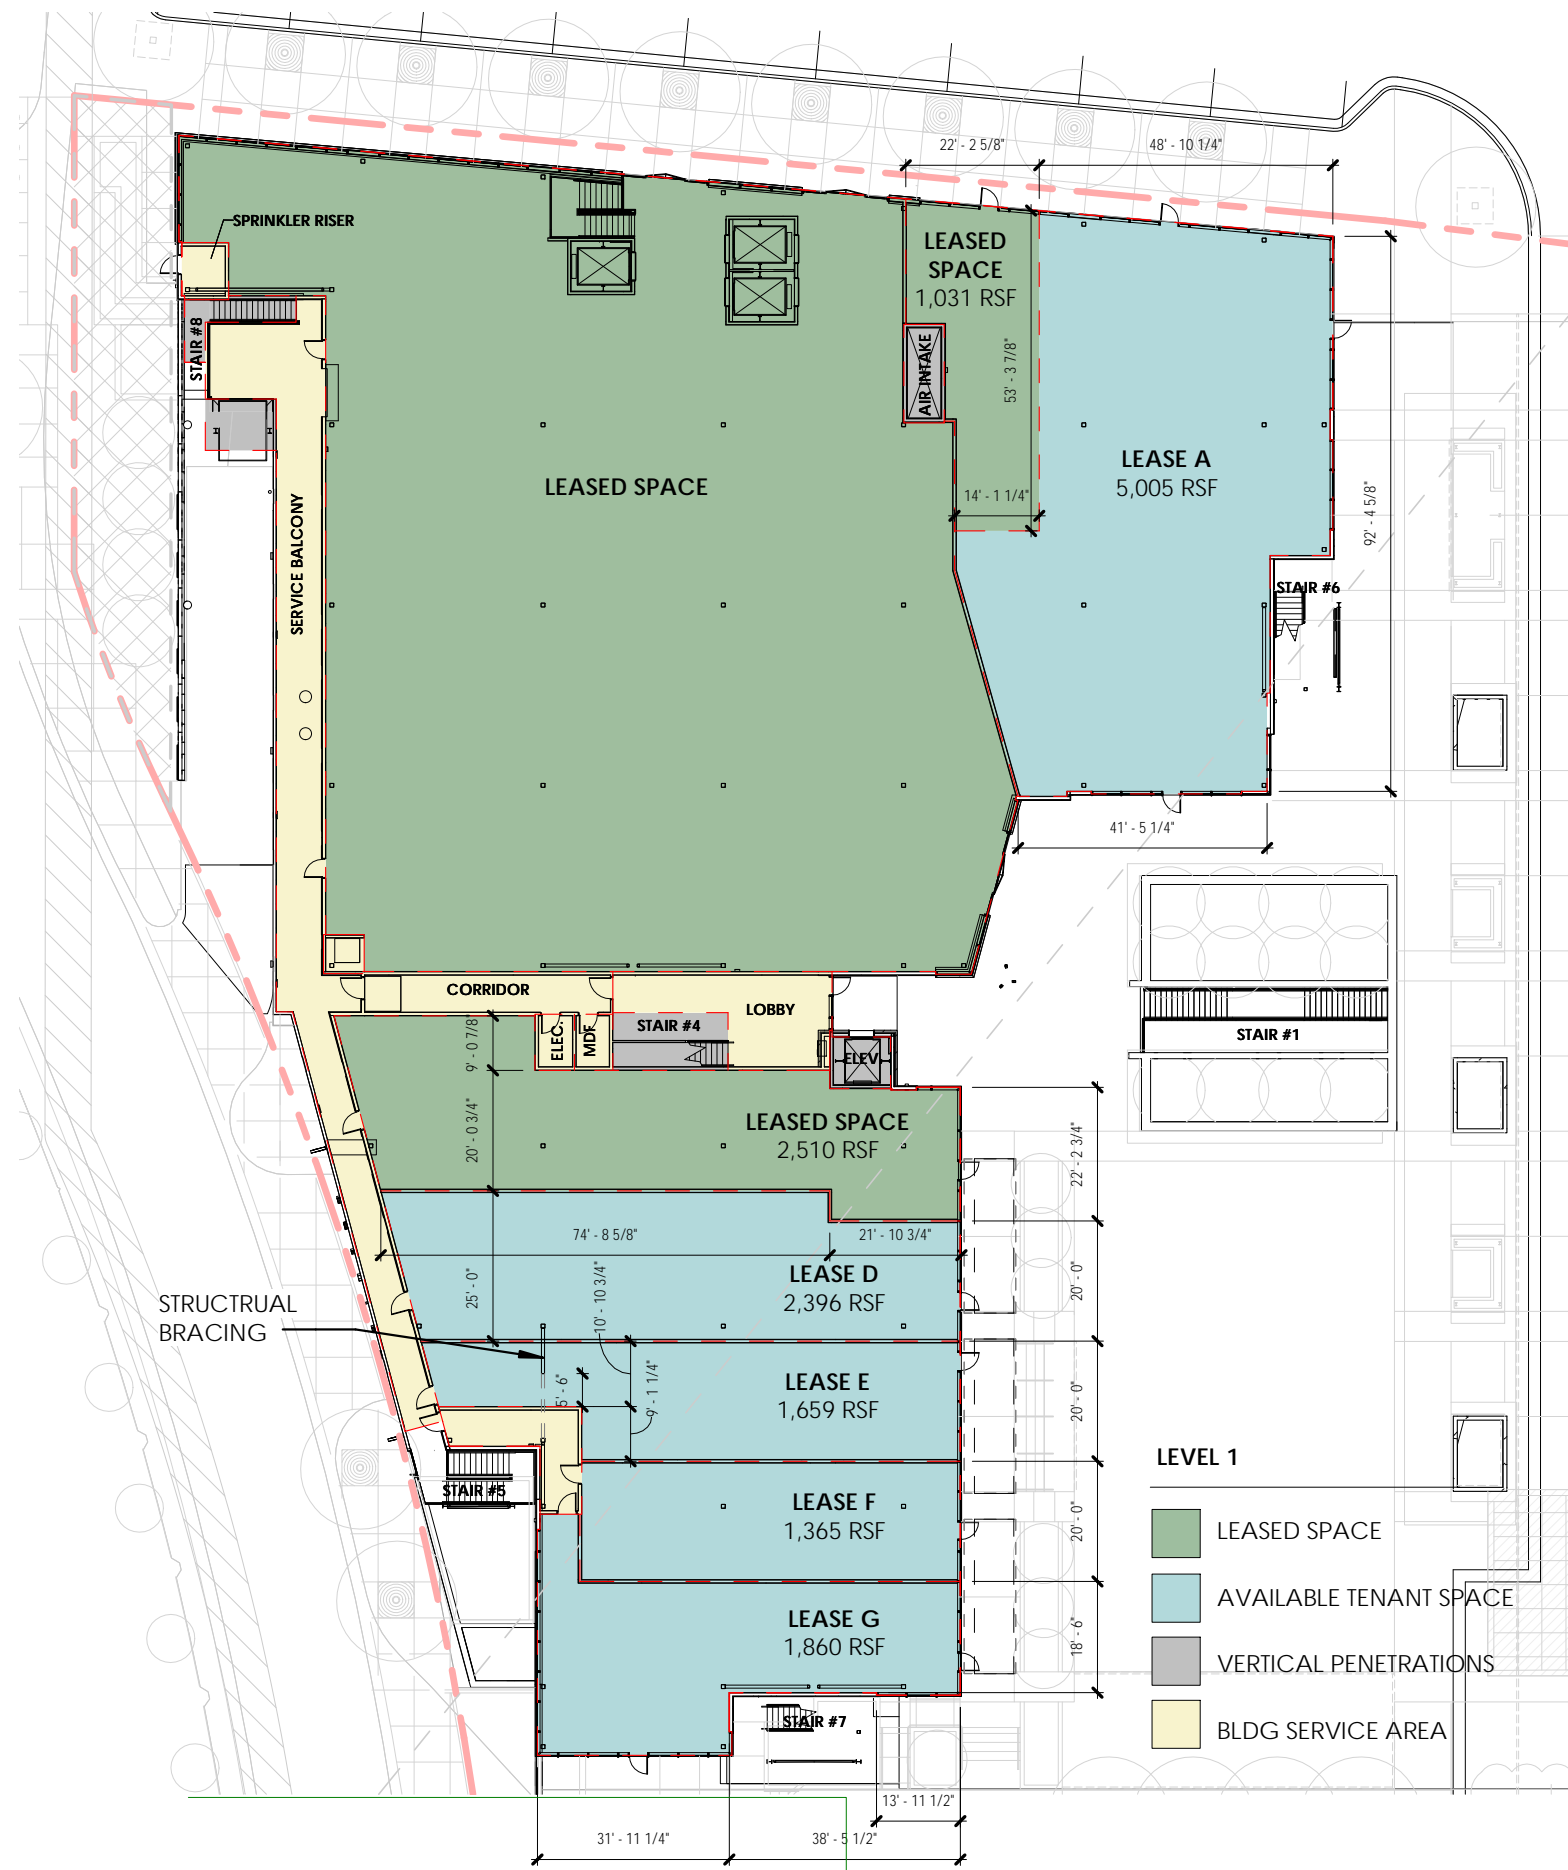 22' - 2 5/8"
48' - 10 1/4"
SPRINKLER RISER
LEASED
SPACE
1,031 RSF
STAIR #8
AIR INTAKE
53' - 3 7/8"
LEASE A
5,005 RSF
LEASED SPACE
14' - 1 1/4"
92' - 4 5/8"
SERVICE BALCONY
STAIR #6
41' - 5 1/4"
CORRIDOR
LOBBY
ELEC.
MDF
STAIR #4
ELEV
STAIR #1
9' - 0 7/8"
LEASED SPACE
2,510 RSF
20' - 0 3/4"
22' - 2 3/4"
74' - 8 5/8"
21' - 10 3/4"
LEASE D
2,396 RSF
25' - 0"
10' - 10 3/4"
20' - 0"
STRUCTRUAL
BRACING
LEASE E
1,659 RSF
5' - 6"
9' - 1 1/4"
20' - 0"
STAIR #5
LEASE F
1,365 RSF
20' - 0"
LEASE G
1,860 RSF
18' - 6"
STAIR #7
13' - 11 1/2"
31' - 11 1/4"
38' - 5 1/2"
LEVEL 1
LEASED SPACE
AVAILABLE TENANT SPACE
VERTICAL PENETRATIONS
BLDG SERVICE AREA